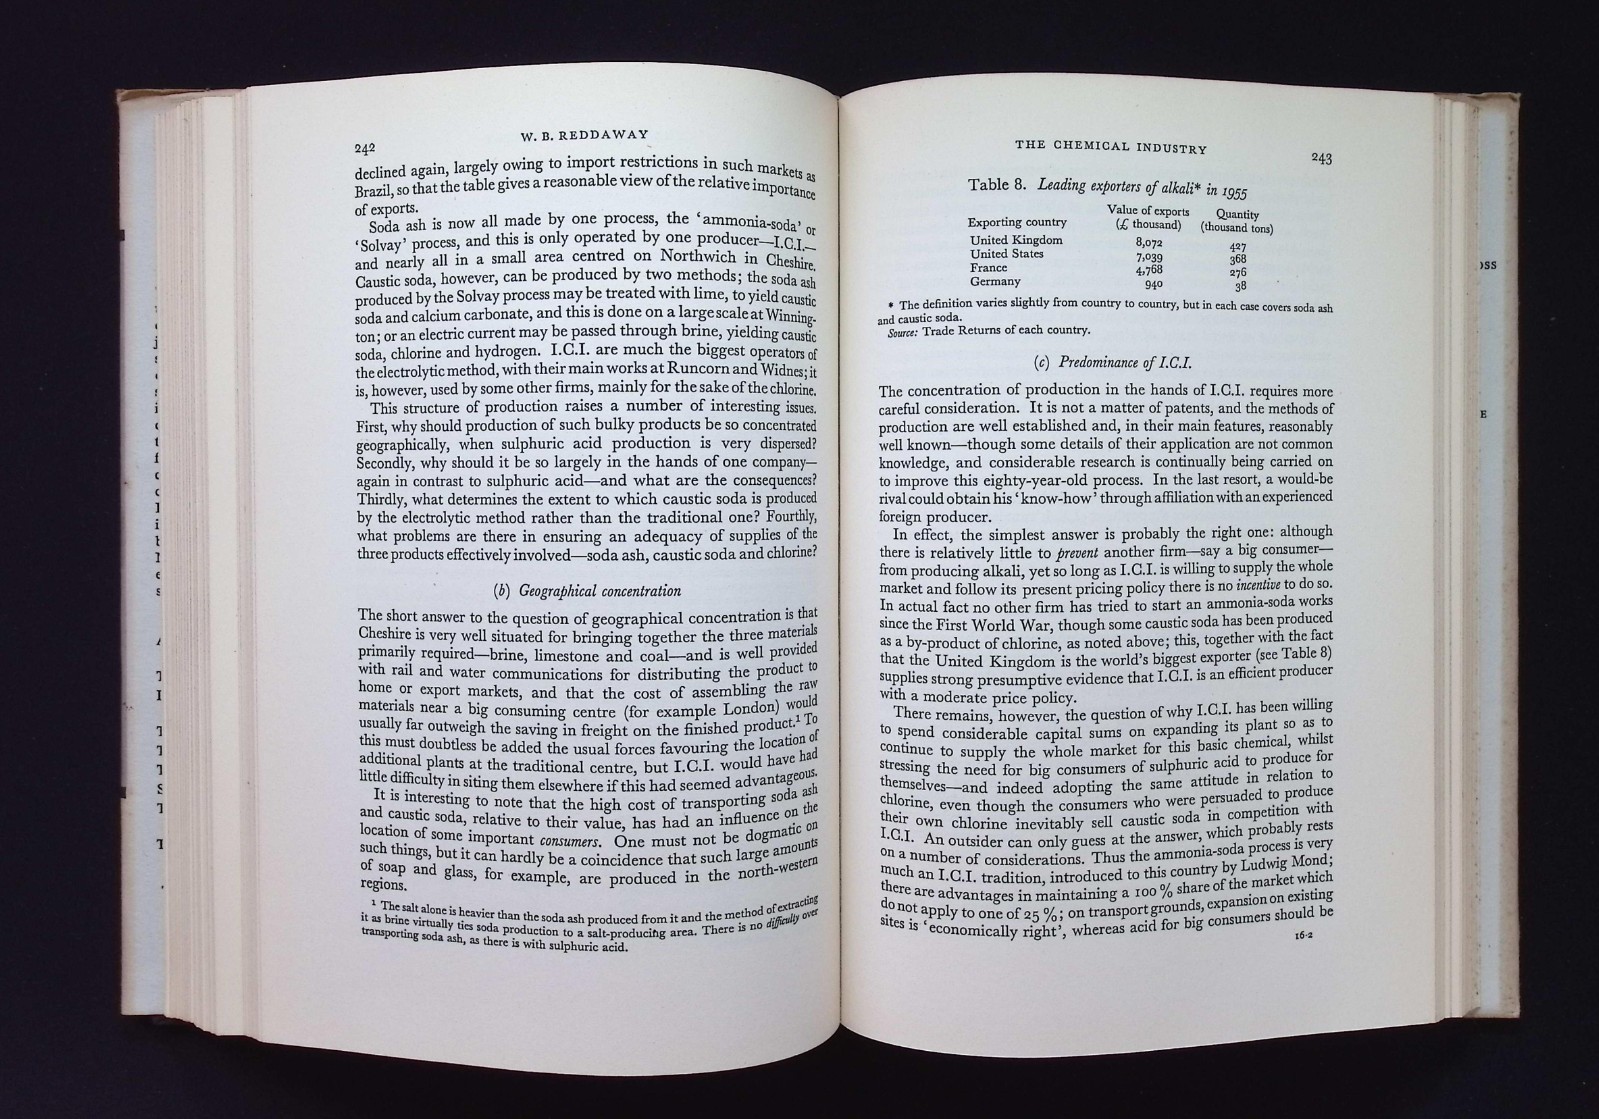 242
W. B. REDDAWAY
declined again, largely owing to import restrictions in such markets as
Brazil, so that the table gives a reasonable view of the relative importance
of exports.
Soda ash is now all made by one process, the ‘ammonia-soda’ or
‘Solvay’ process, and this is only operated by one producer—I.C.I.—
and nearly all in a small area centred on Northwich in Cheshire.
Caustic soda, however, can be produced by two methods; the soda ash
produced by the Solvay process may be treated with lime, to yield caustic
soda and calcium carbonate, and this is done on a large scale at Winning-
ton; or an electric current may be passed through brine, yielding caustic
soda, chlorine and hydrogen. I.C.I. are much the biggest operators of
the electrolytic method, with their main works at Runcorn and Widnes; it
is, however, used by some other firms, mainly for the sake of the chlorine.
This structure of production raises a number of interesting issues.
First, why should production of such bulky products be so concentrated
geographically, when sulphuric acid production is very dispersed?
Secondly, why should it be so largely in the hands of one company—
again in contrast to sulphuric acid—and what are the consequences?
Thirdly, what determines the extent to which caustic soda is produced
by the electrolytic method rather than the traditional one? Fourthly,
what problems are there in ensuring an adequacy of supplies of the
three products effectively involved—soda ash, caustic soda and chlorine?
(b) Geographical concentration
The short answer to the question of geographical concentration is that
Cheshire is very well situated for bringing together the three materials
primarily required—brine, limestone and coal—and is well provided
with rail and water communications for distributing the product to
home or export markets, and that the cost of assembling the raw
materials near a big consuming centre (for example London) would
usually far outweigh the saving in freight on the finished product.¹ To
this must doubtless be added the usual forces favouring the location of
additional plants at the traditional centre, but I.C.I. would have had
little difficulty in siting them elsewhere if this had seemed advantageous.
It is interesting to note that the high cost of transporting soda ash
and caustic soda, relative to their value, has had an influence on the
location of some important consumers. One must not be dogmatic on
such things, but it can hardly be a coincidence that such large amounts
of soap and glass, for example, are produced in the north-western
regions.
¹ The salt alone is heavier than the soda ash produced from it and the method of extracting
it as brine virtually ties soda production to a salt-producing area. There is no difficulty over
transporting soda ash, as there is with sulphuric acid.
THE CHEMICAL INDUSTRY
243
Table 8. Leading exporters of alkali* in 1955
Exporting country Value of exports (£ thousand) Quantity (thousand tons)
United Kingdom 8,072 427
United States 7,039 368
France 4,768 276
Germany 940 38
* The definition varies slightly from country to country, but in each case covers soda ash
and caustic soda.
Source: Trade Returns of each country.
(c) Predominance of I.C.I.
The concentration of production in the hands of I.C.I. requires more
careful consideration. It is not a matter of patents, and the methods of
production are well established and, in their main features, reasonably
well known—though some details of their application are not common
knowledge, and considerable research is continually being carried on
to improve this eighty-year-old process. In the last resort, a would-be
rival could obtain his ‘know-how’ through affiliation with an experienced
foreign producer.
In effect, the simplest answer is probably the right one: although
there is relatively little to prevent another firm—say a big consumer—
from producing alkali, yet so long as I.C.I. is willing to supply the whole
market and follow its present pricing policy there is no incentive to do so.
In actual fact no other firm has tried to start an ammonia-soda works
since the First World War, though some caustic soda has been produced
as a by-product of chlorine, as noted above; this, together with the fact
that the United Kingdom is the world's biggest exporter (see Table 8)
supplies strong presumptive evidence that I.C.I. is an efficient producer
with a moderate price policy.
There remains, however, the question of why I.C.I. has been willing
to spend considerable capital sums on expanding its plant so as to
continue to supply the whole market for this basic chemical, whilst
stressing the need for big consumers of sulphuric acid to produce for
themselves—and indeed adopting the same attitude in relation to
chlorine, even though the consumers who were persuaded to produce
their own chlorine inevitably sell caustic soda in competition with
I.C.I. An outsider can only guess at the answer, which probably rests
on a number of considerations. Thus the ammonia-soda process is very
much an I.C.I. tradition, introduced to this country by Ludwig Mond;
there are advantages in maintaining a 100 % share of the market which
do not apply to one of 25 %; on transport grounds, expansion on existing
sites is ‘economically right’, whereas acid for big consumers should be
16-2